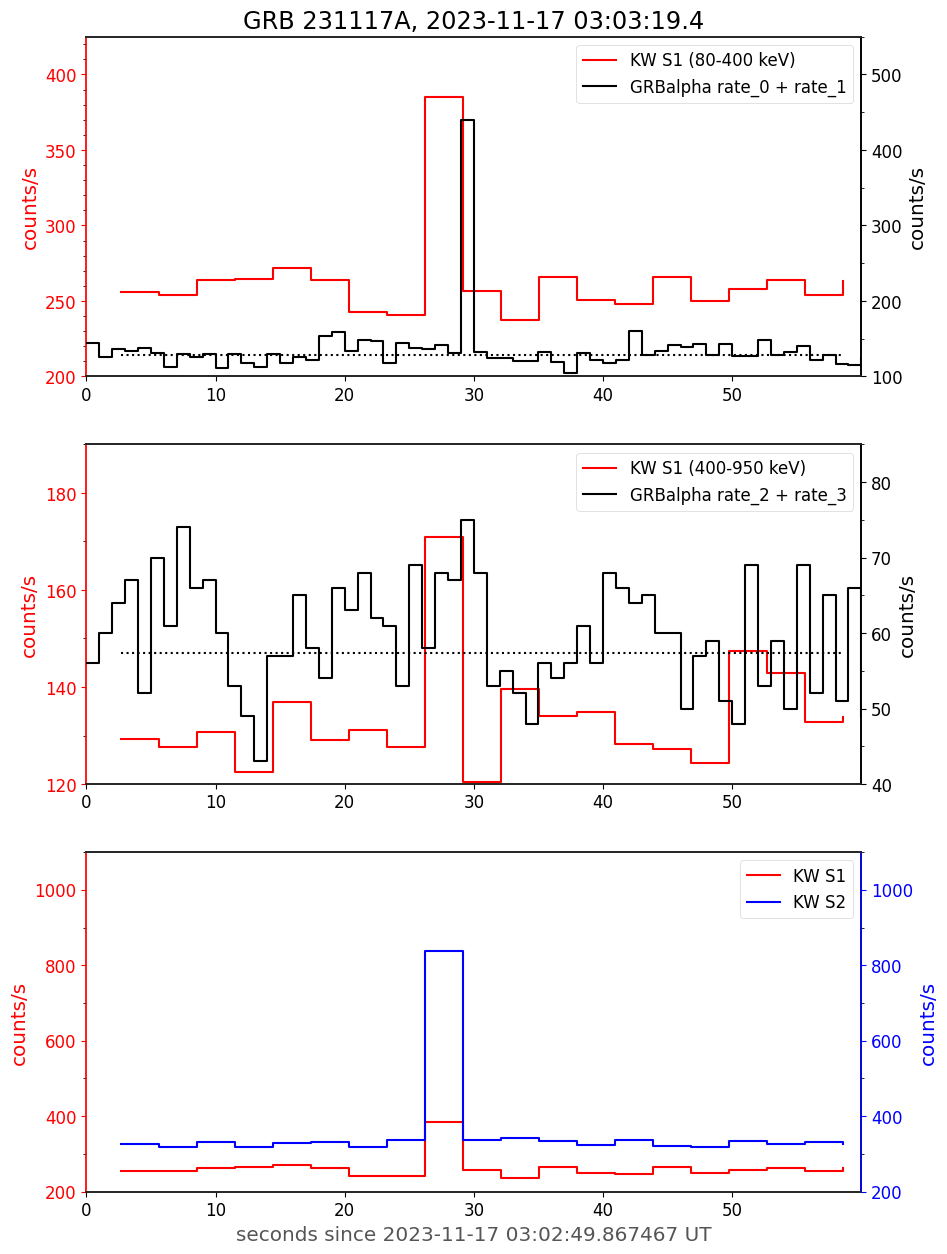 GRB 231117A, 2023-11-17 03:03:19.4
KW S1 (80-400 keV)
GRBalpha rate_0 + rate_1
counts/s
400
350
300
250
200
counts/s
500
400
300
200
100
0 10 20 30 40 50
KW S1 (400-950 keV)
GRBalpha rate_2 + rate_3
counts/s
180
160
140
120
counts/s
80
70
60
50
40
0 10 20 30 40 50
KW S1
KW S2
counts/s
1000
800
600
400
200
counts/s
1000
800
600
400
200
0 10 20 30 40 50
seconds since 2023-11-17 03:02:49.867467 UT